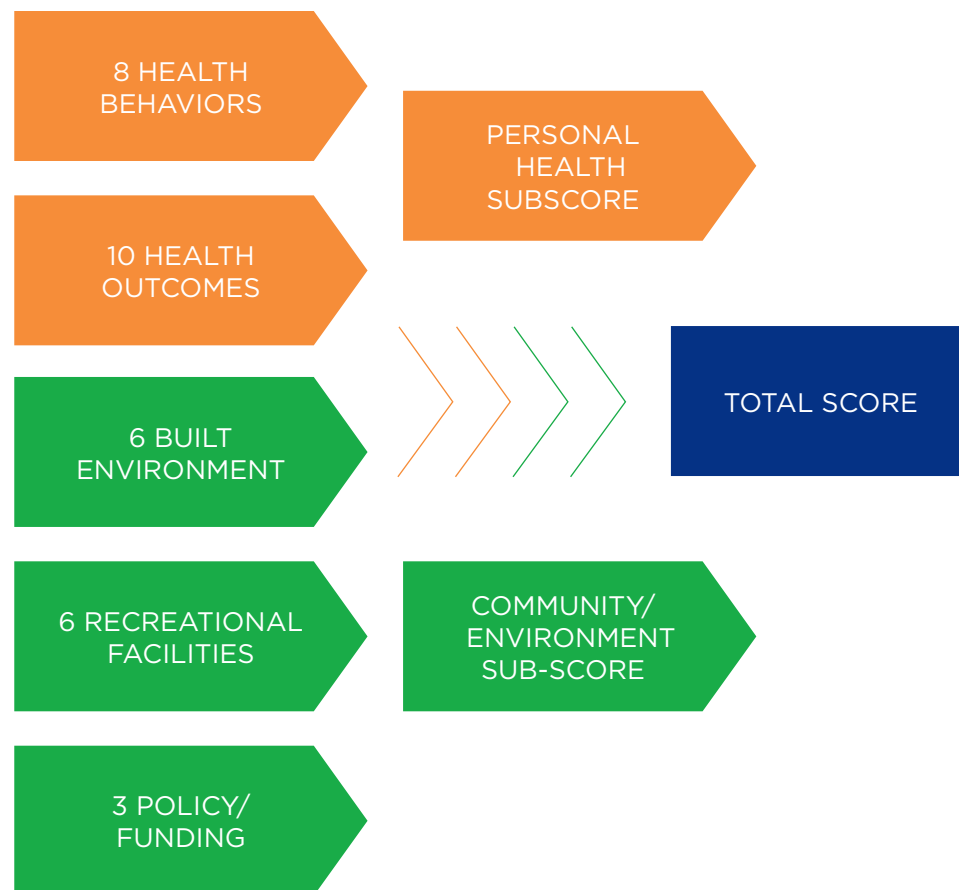 8 HEALTH
BEHAVIORS
10 HEALTH
OUTCOMES
6 BUILT
ENVIRONMENT
6 RECREATIONAL
FACILITIES
3 POLICY/
FUNDING
PERSONAL
HEALTH
SUBSCORE
COMMUNITY/
ENVIRONMENT
SUB-SCORE
TOTAL SCORE